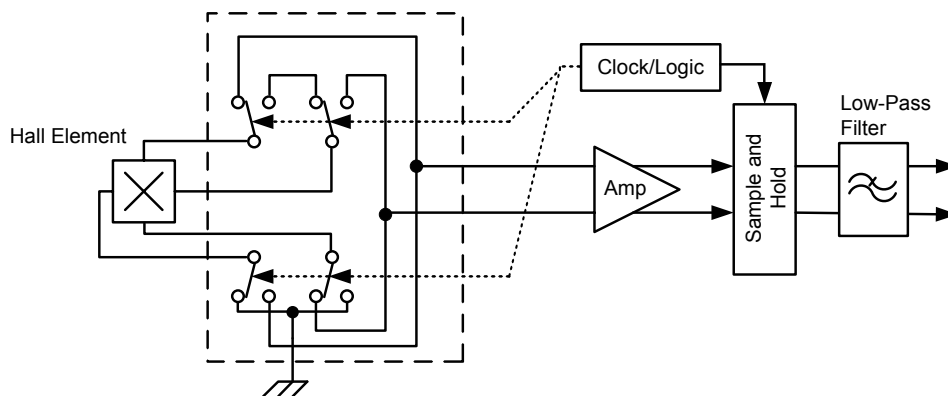 Clock/Logic
Low-Pass
Filter
Hall Element
Amp
Sample and
Hold